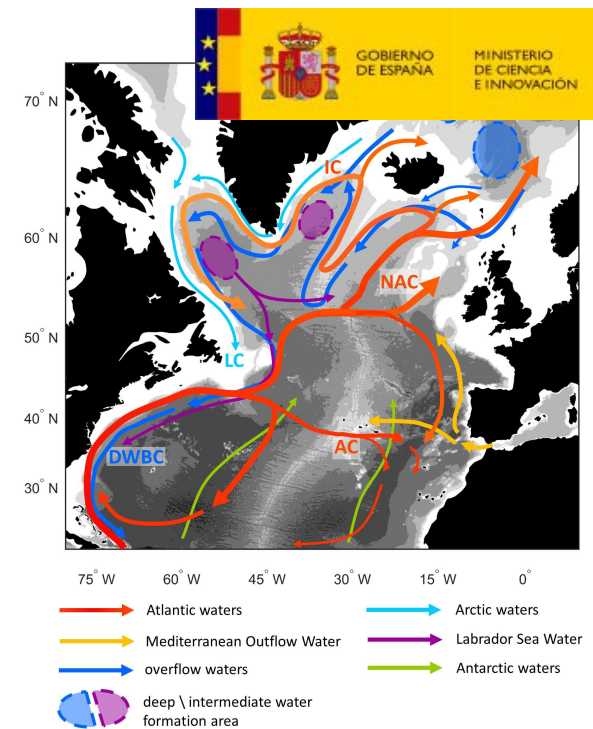 GOBIERNO MINISTERIO
DE ESPAÑA DE CIENCIA
E INNOVACIÓN
70° N
IC
60° N
NAC
50° N
LC
40° N
AC
DWBC
30° N
75° W 60° W 45° W 30° W 15° W 0°
Atlantic waters Arctic waters
Mediterranean Outflow Water Labrador Sea Water
overflow waters Antarctic waters
deep \ intermediate water
formation area